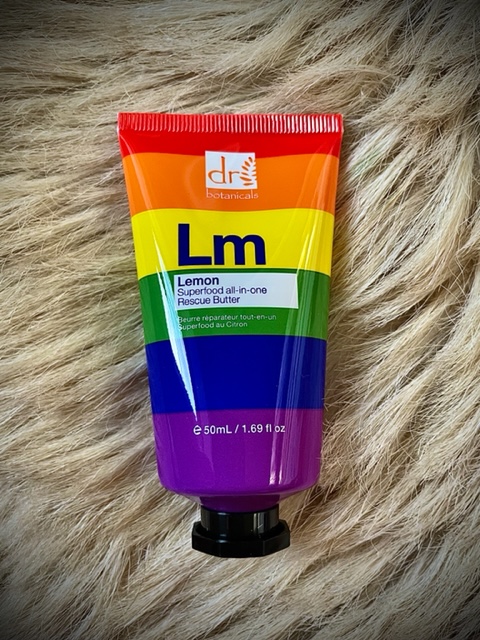 dr
botanicals
Lm
Lemon
Superfood all-in-one
Rescue Butter
Beurre réparateur tout-en-un
Superfood au Citron
℮ 50mL / 1.69 fl oz